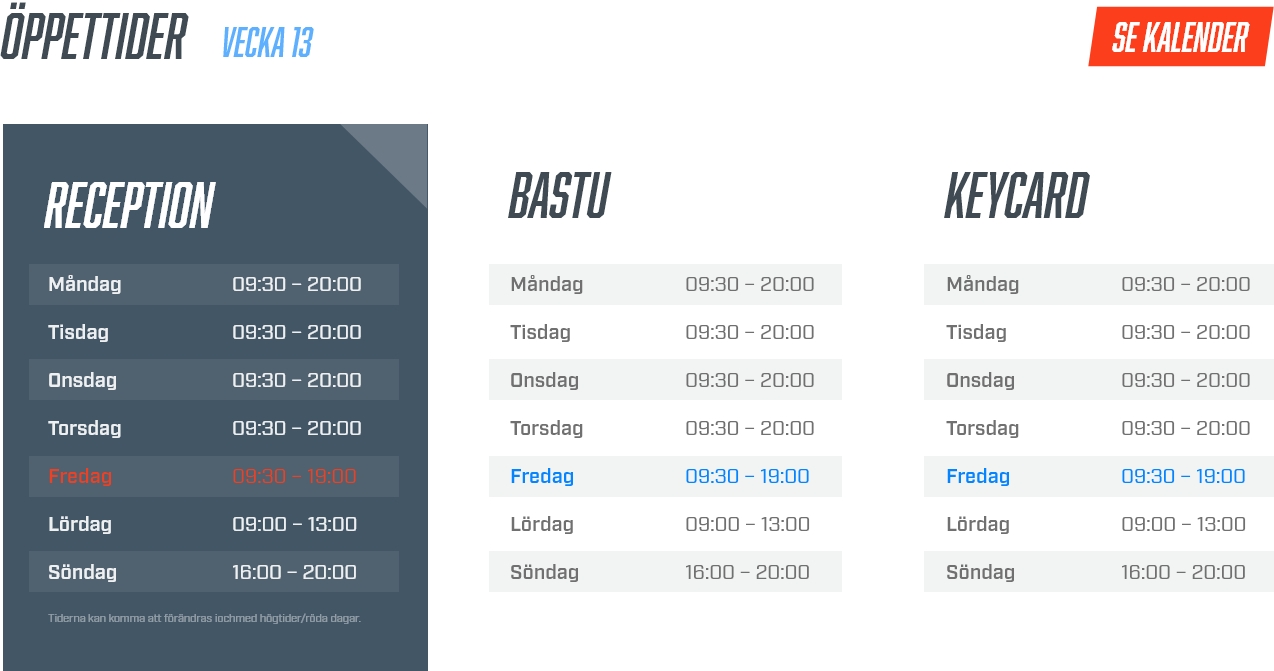 ÖPPETTIDER VECKA 13
SE KALENDER
RECEPTION
Måndag 09:30 – 20:00
Tisdag 09:30 – 20:00
Onsdag 09:30 – 20:00
Torsdag 09:30 – 20:00
Fredag 09:30 – 19:00
Lördag 09:00 – 13:00
Söndag 16:00 – 20:00
Tiderna kan komma att förändras iochmed högtider/röda dagar.
BASTU
Måndag 09:30 – 20:00
Tisdag 09:30 – 20:00
Onsdag 09:30 – 20:00
Torsdag 09:30 – 20:00
Fredag 09:30 – 19:00
Lördag 09:00 – 13:00
Söndag 16:00 – 20:00
KEYCARD
Måndag 09:30 – 20:00
Tisdag 09:30 – 20:00
Onsdag 09:30 – 20:00
Torsdag 09:30 – 20:00
Fredag 09:30 – 19:00
Lördag 09:00 – 13:00
Söndag 16:00 – 20:00